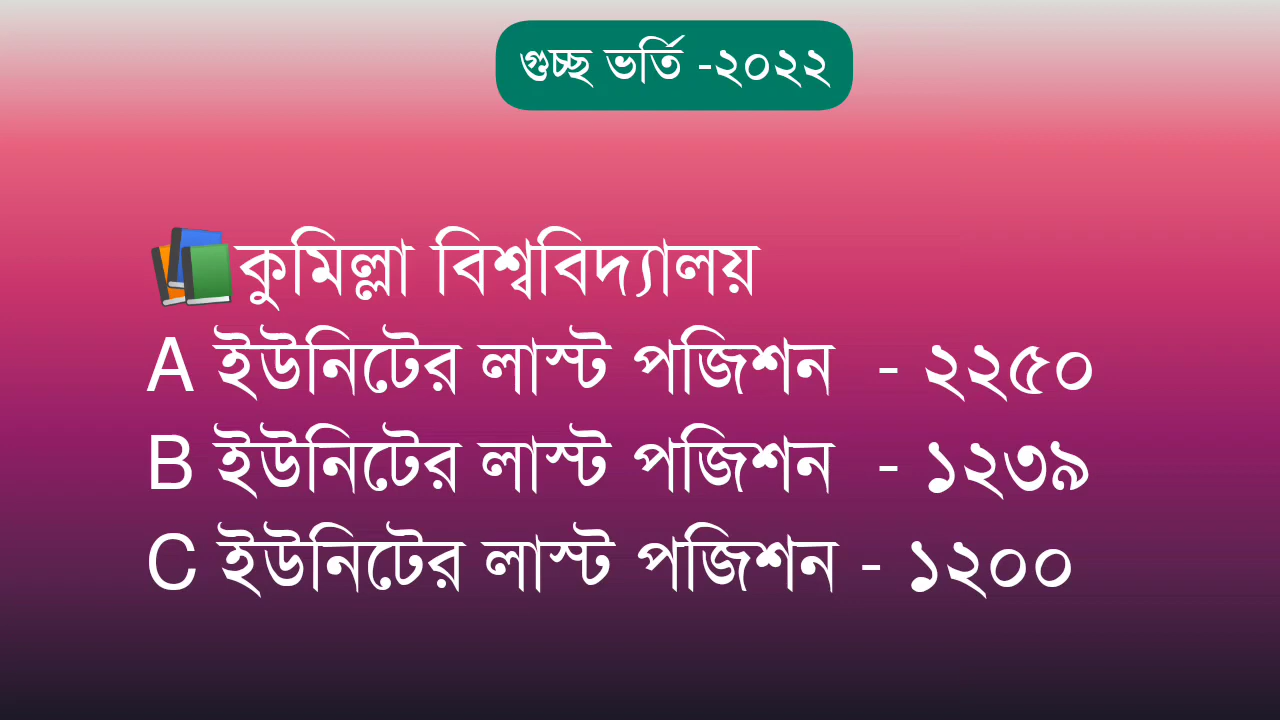 গুচ্ছ ভর্তি -২০২২
কুমিল্লা বিশ্ববিদ্যালয়
A ইউনিটের লাস্ট পজিশন - ২২৫০
B ইউনিটের লাস্ট পজিশন - ১২৩৯
C ইউনিটের লাস্ট পজিশন - ১২০০